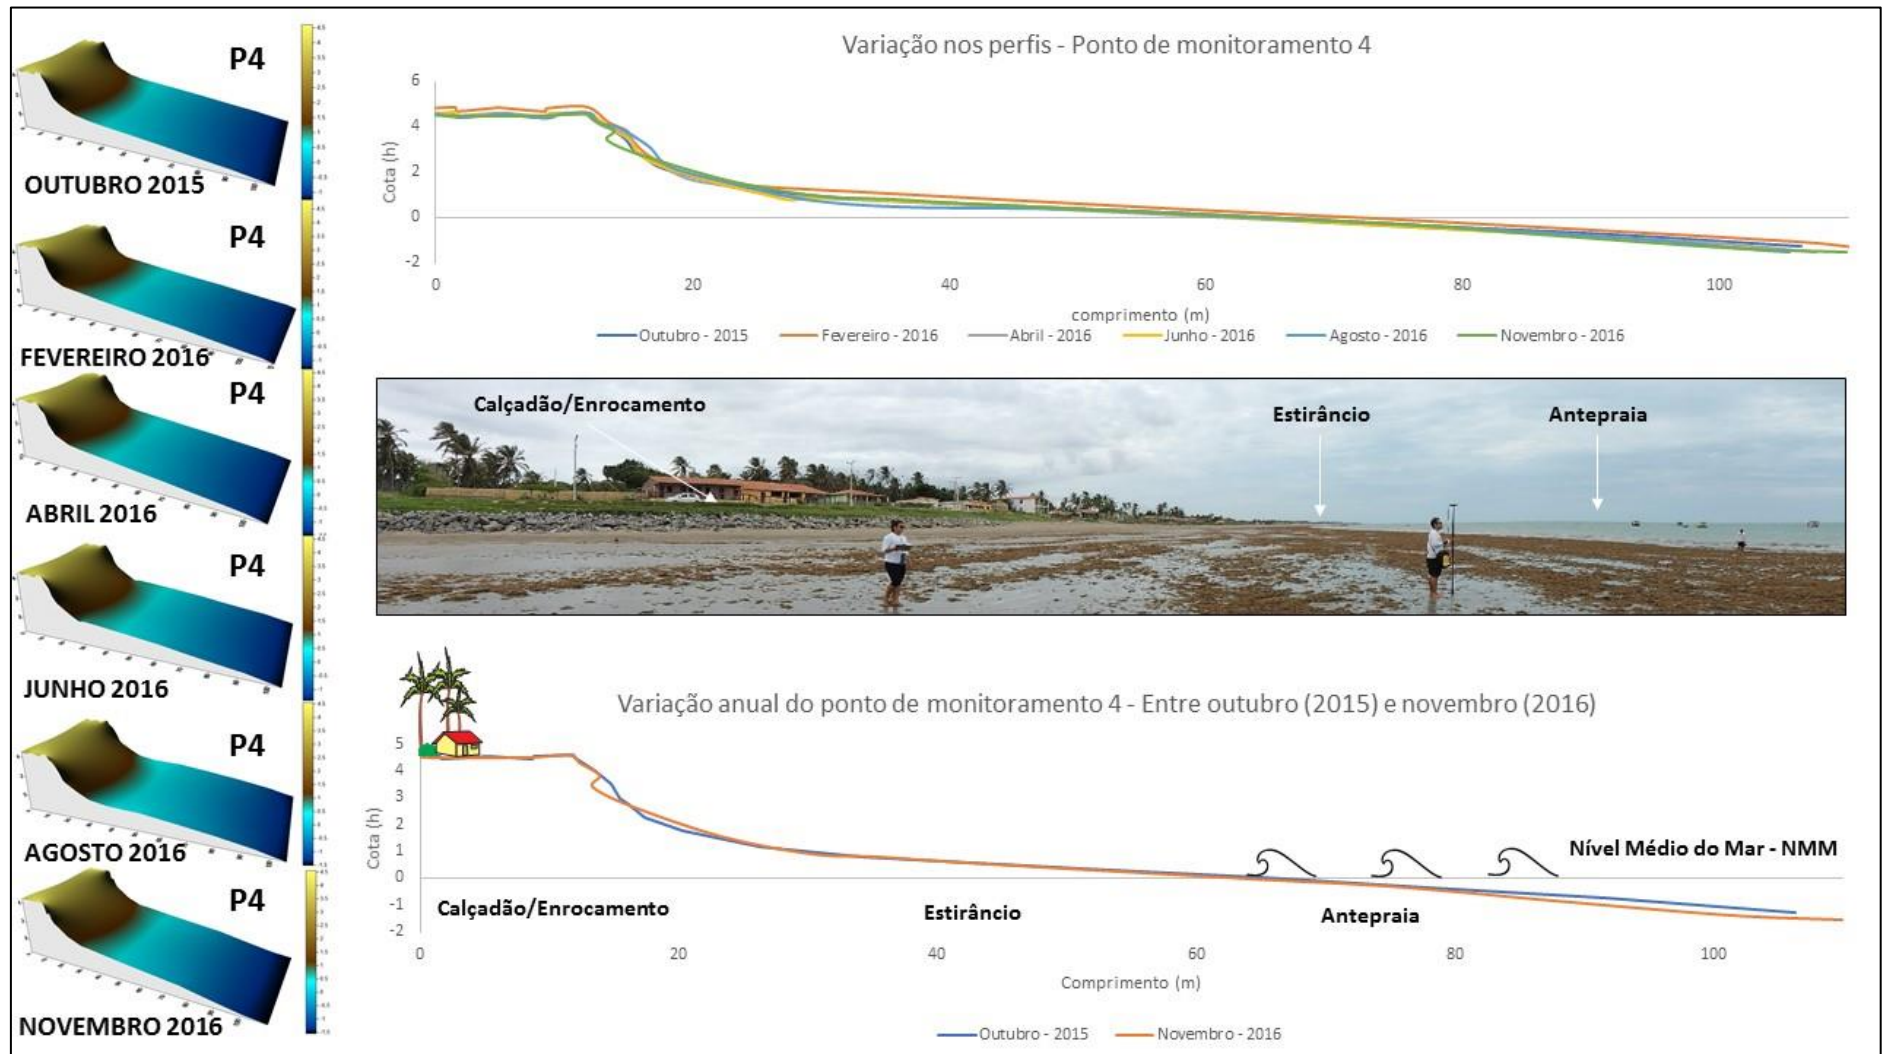 P4
OUTUBRO 2015
P4
FEVEREIRO 2016
P4
ABRIL 2016
P4
JUNHO 2016
P4
AGOSTO 2016
P4
NOVEMBRO 2016
Variação nos perfis - Ponto de monitoramento 4
Cota (h)
6
4
2
0
-2
0 20 40 60 80 100
comprimento (m)
Outubro - 2015 Fevereiro - 2016 Abril - 2016 Junho - 2016 Agosto - 2016 Novembro - 2016
Calçadão/Enrocamento Estirâncio Antepraia
Variação anual do ponto de monitoramento 4 - Entre outubro (2015) e novembro (2016)
Cota (h)
5
4
3
2
1
0
-1
-2
Nível Médio do Mar - NMM
Calçadão/Enrocamento Estirâncio Antepraia
0 20 40 60 80 100
Comprimento (m)
Outubro - 2015 Novembro - 2016